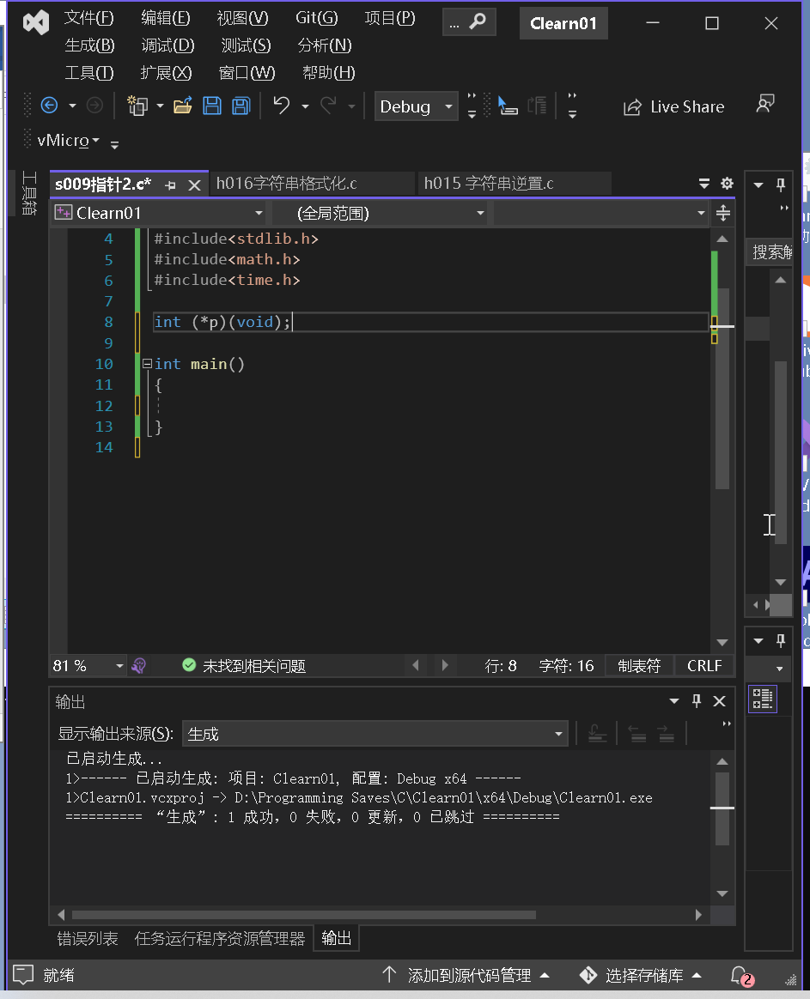 文件(F) 编辑(E) 视图(V) Git(G) 项目(P)
... Clearn01
生成(B) 调试(D) 测试(S) 分析(N)
工具(T) 扩展(X) 窗口(W) 帮助(H)
Debug Live Share
vMicro
工具箱
s009指针2.c* h016字符串格式化.c h015 字符串逆置.c
Clearn01 (全局范围)
搜索解
4 #include<stdlib.h>
5 #include<math.h>
6 #include<time.h>
7
8 int (*p)(void);
9
10 int main()
11 {
12
13 }
14
81 % 未找到相关问题 行: 8 字符: 16 制表符 CRLF
输出
显示输出来源(S): 生成
已启动生成...
1>------ 已启动生成: 项目: Clearn01, 配置: Debug x64 ------
1>Clearn01.vcxproj -> D:\Programming Saves\C\Clearn01\x64\Debug\Clearn01.exe
========== “生成”: 1 成功，0 失败，0 更新，0 已跳过 ==========
错误列表 任务运行程序资源管理器 输出
就绪 添加到源代码管理 选择存储库 2